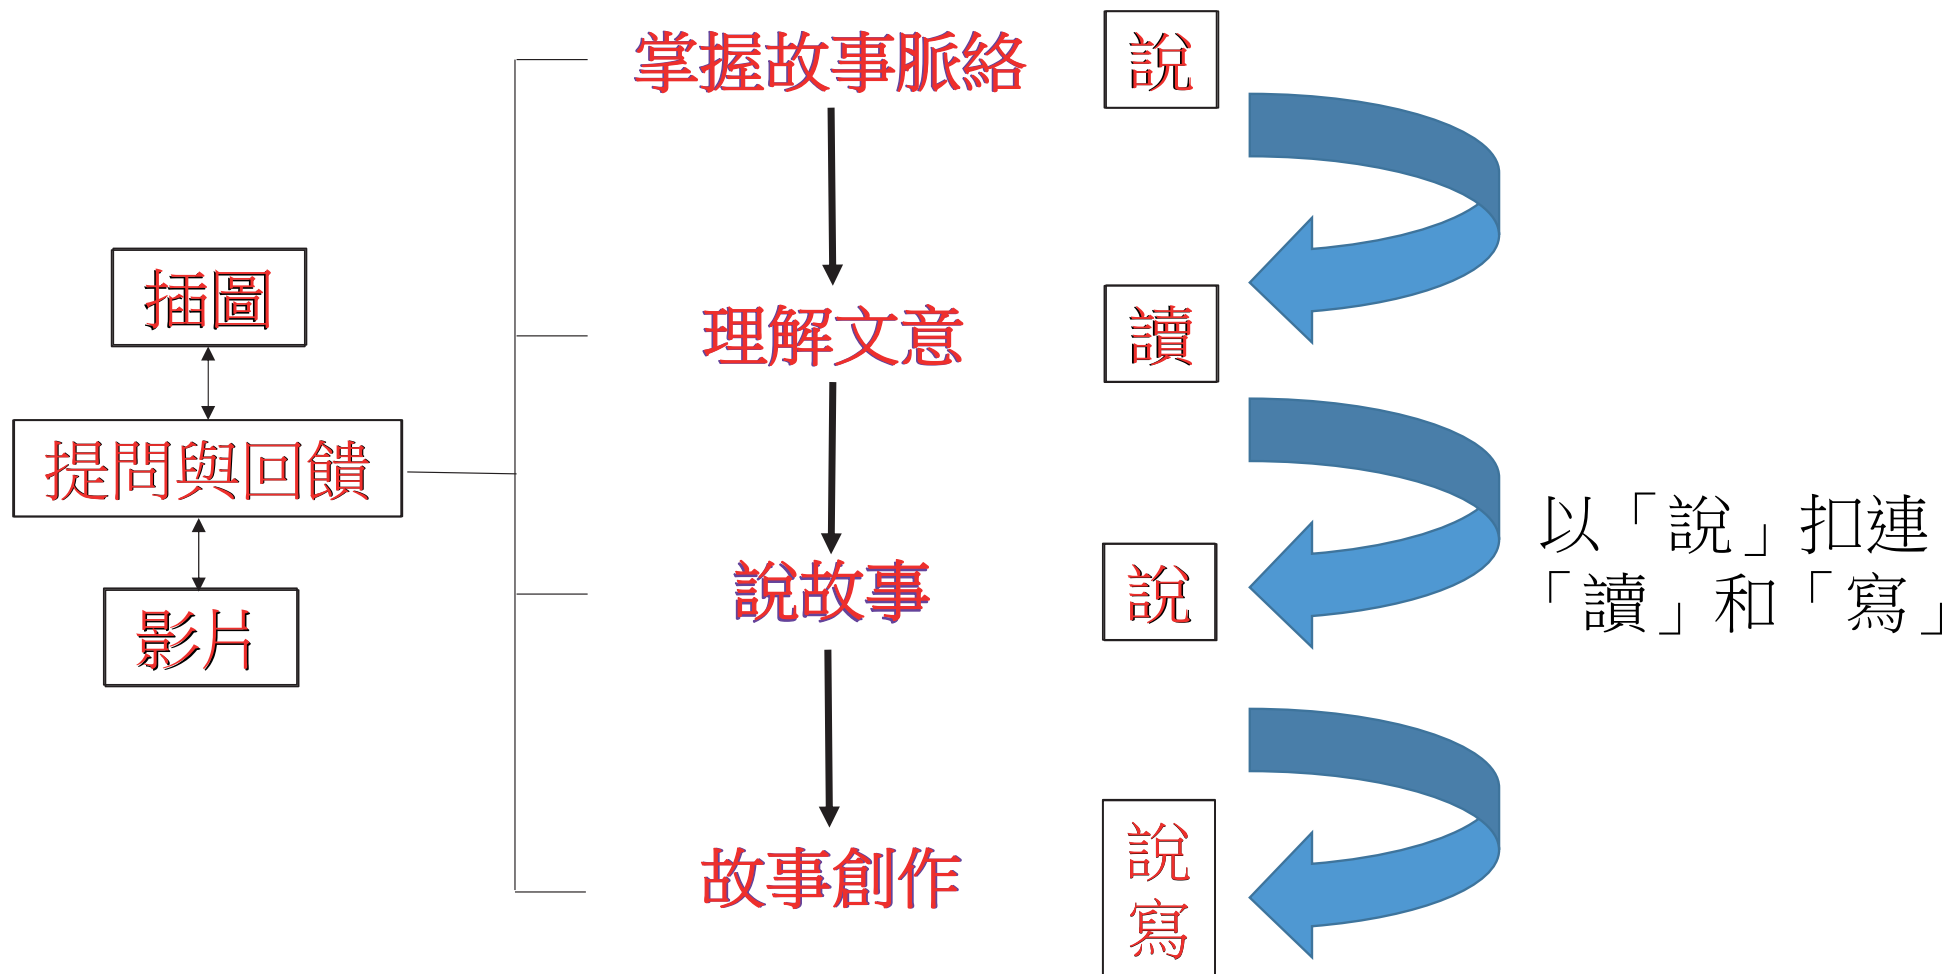 掌握故事脈絡
說
插圖
理解文意
讀
提問與回饋
以「說」扣連
「讀」和「寫」
說故事
說
影片
故事創作
說
寫